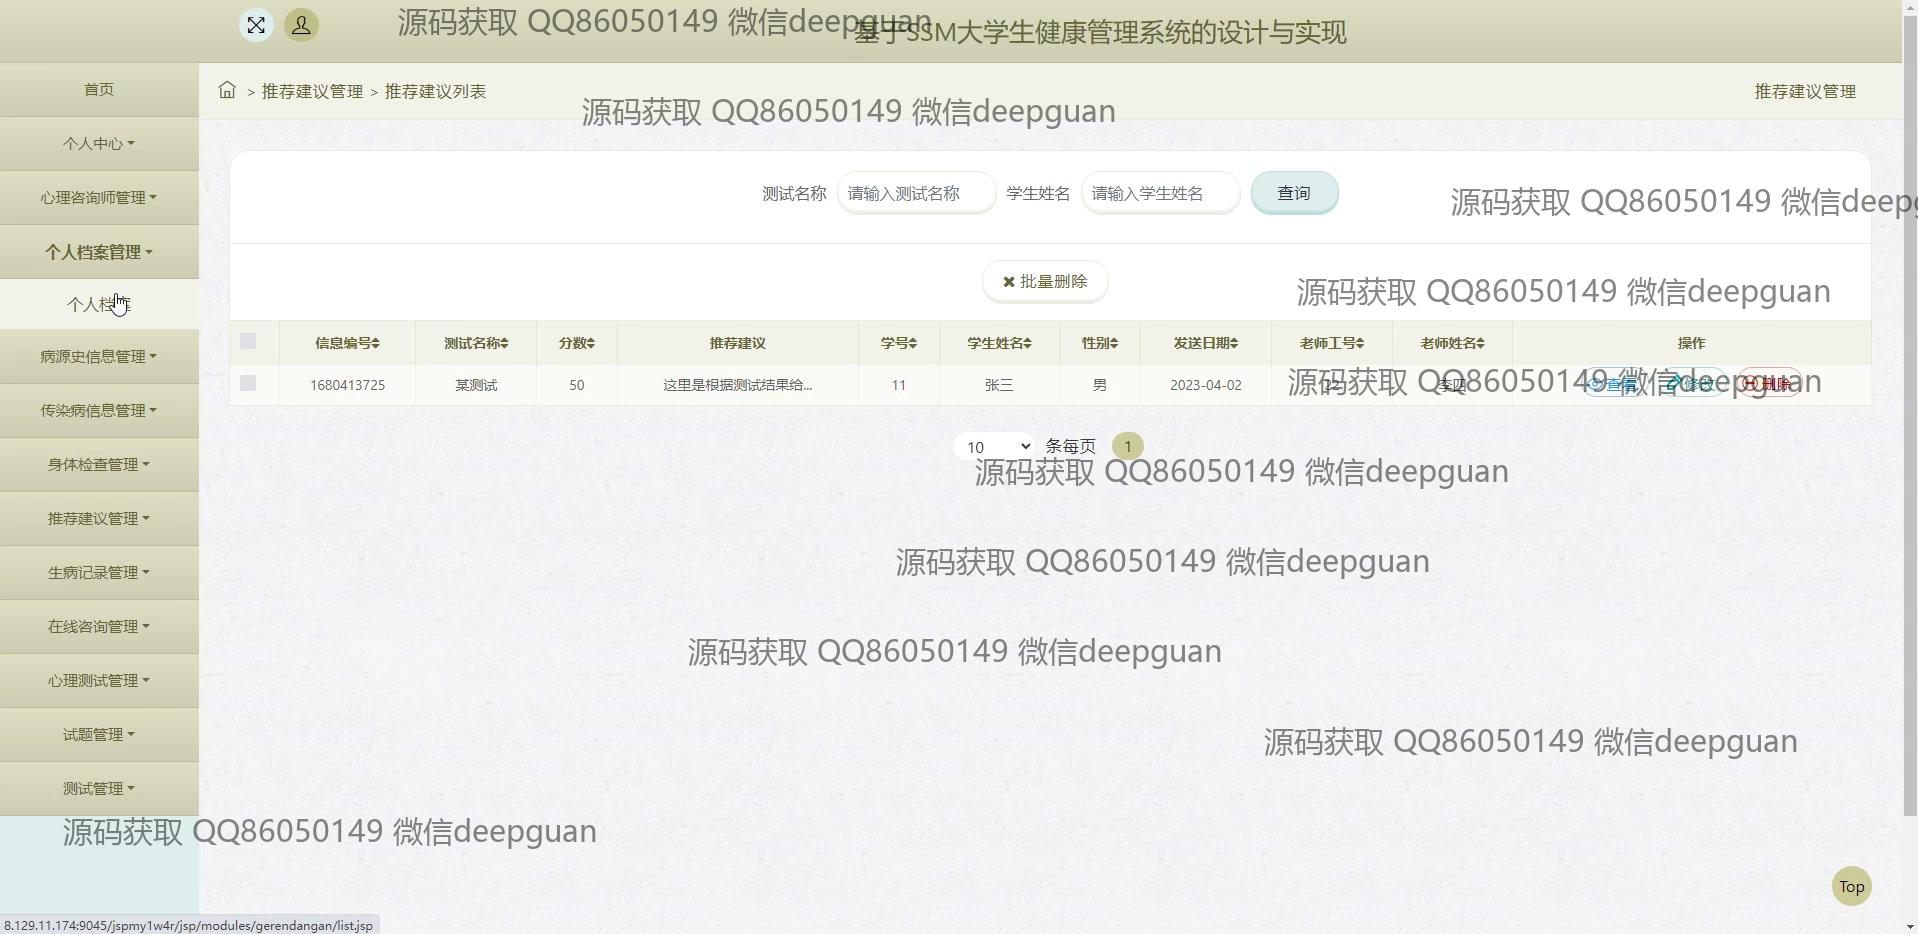 源码获取 QQ86050149 微信deepguan
基于SSM大学生健康管理系统的设计与实现
首页
> 推荐建议管理 > 推荐建议列表
推荐建议管理
源码获取 QQ86050149 微信deepguan
个人中心
心理咨询师管理
测试名称 请输入测试名称 学生姓名 请输入学生姓名 查询
源码获取 QQ86050149 微信deepg
个人档案管理
✖ 批量删除
源码获取 QQ86050149 微信deepguan
个人档案
信息编号 测试名称 分数 推荐建议 学号 学生姓名 性别 发送日期 老师工号 老师姓名 操作
病源史信息管理
1680413725 某测试 50 这里是根据测试结果给... 11 张三 男 2023-04-02 22 李四 查看 修改 删除
源码获取 QQ86050149 微信deepguan
传染病信息管理
10 条每页 1
身体检查管理
源码获取 QQ86050149 微信deepguan
推荐建议管理
源码获取 QQ86050149 微信deepguan
生病记录管理
在线咨询管理
源码获取 QQ86050149 微信deepguan
心理测试管理
试题管理
源码获取 QQ86050149 微信deepguan
测试管理
源码获取 QQ86050149 微信deepguan
Top
8.129.11.174:9045/jspmy1w4r/jsp/modules/gerendangan/list.jsp